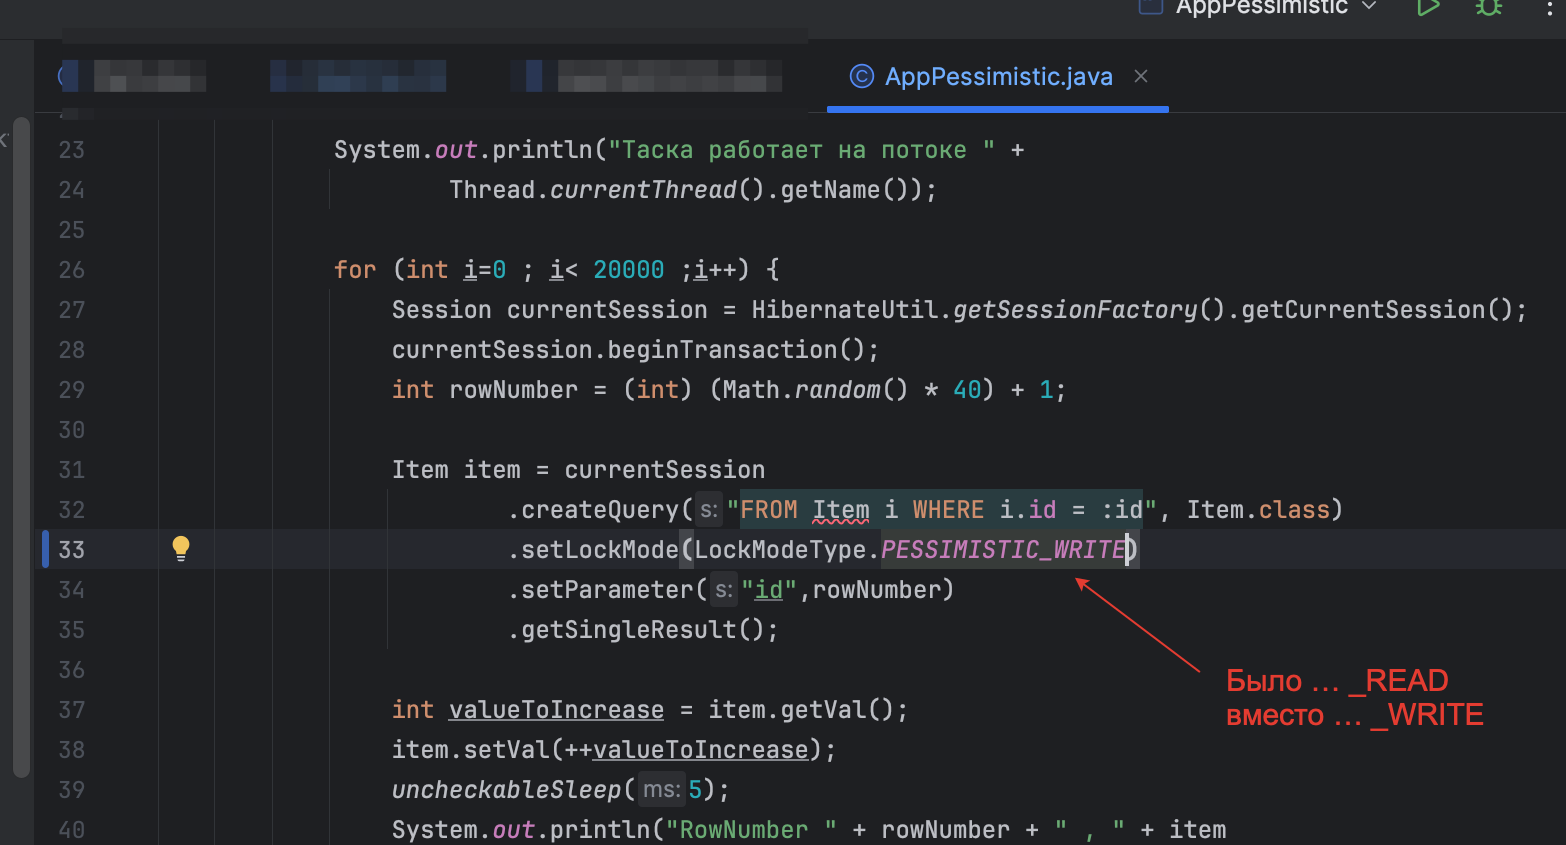 AppPessimistic
AppPessimistic.java
23 System.out.println("Таска работает на потоке " +
24 Thread.currentThread().getName());
25
26 for (int i=0 ; i< 20000 ;i++) {
27 Session currentSession = HibernateUtil.getSessionFactory().getCurrentSession();
28 currentSession.beginTransaction();
29 int rowNumber = (int) (Math.random() * 40) + 1;
30
31 Item item = currentSession
32 .createQuery( s: "FROM Item i WHERE i.id = :id", Item.class)
33 .setLockMode(LockModeType.PESSIMISTIC_WRITE)
34 .setParameter( s: "id",rowNumber)
35 .getSingleResult();
36
37 int valueToIncrease = item.getVal();
38 item.setVal(++valueToIncrease);
39 uncheckableSleep( ms: 5);
40 System.out.println("RowNumber " + rowNumber + " , " + item
Было … _READ
вместо … _WRITE